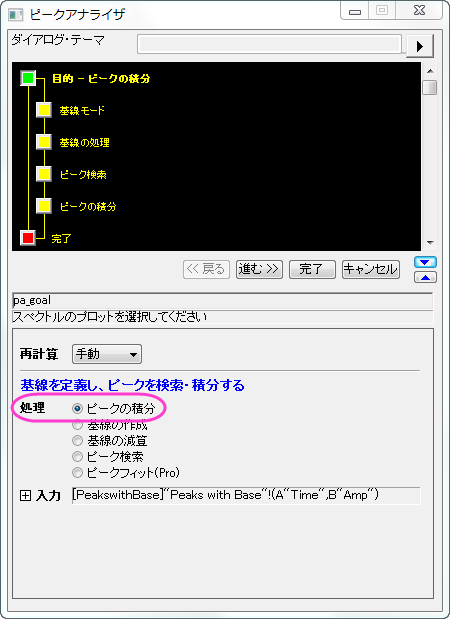 ピークアナライザ
ダイアログ・テーマ
目的 - ピークの積分
基線モード
基線の処理
ピーク検索
ピークの積分
完了
<< 戻る 進む >> 完了 キャンセル
pa_goal
スペクトルのプロットを選択してください
再計算 手動
基線を定義し、ピークを検索・積分する
処理 ピークの積分
基線の作成
基線の減算
ピーク検索
ピークフィット(Pro)
入力 [PeakswithBase]"Peaks with Base"!(A"Time",B"Amp")